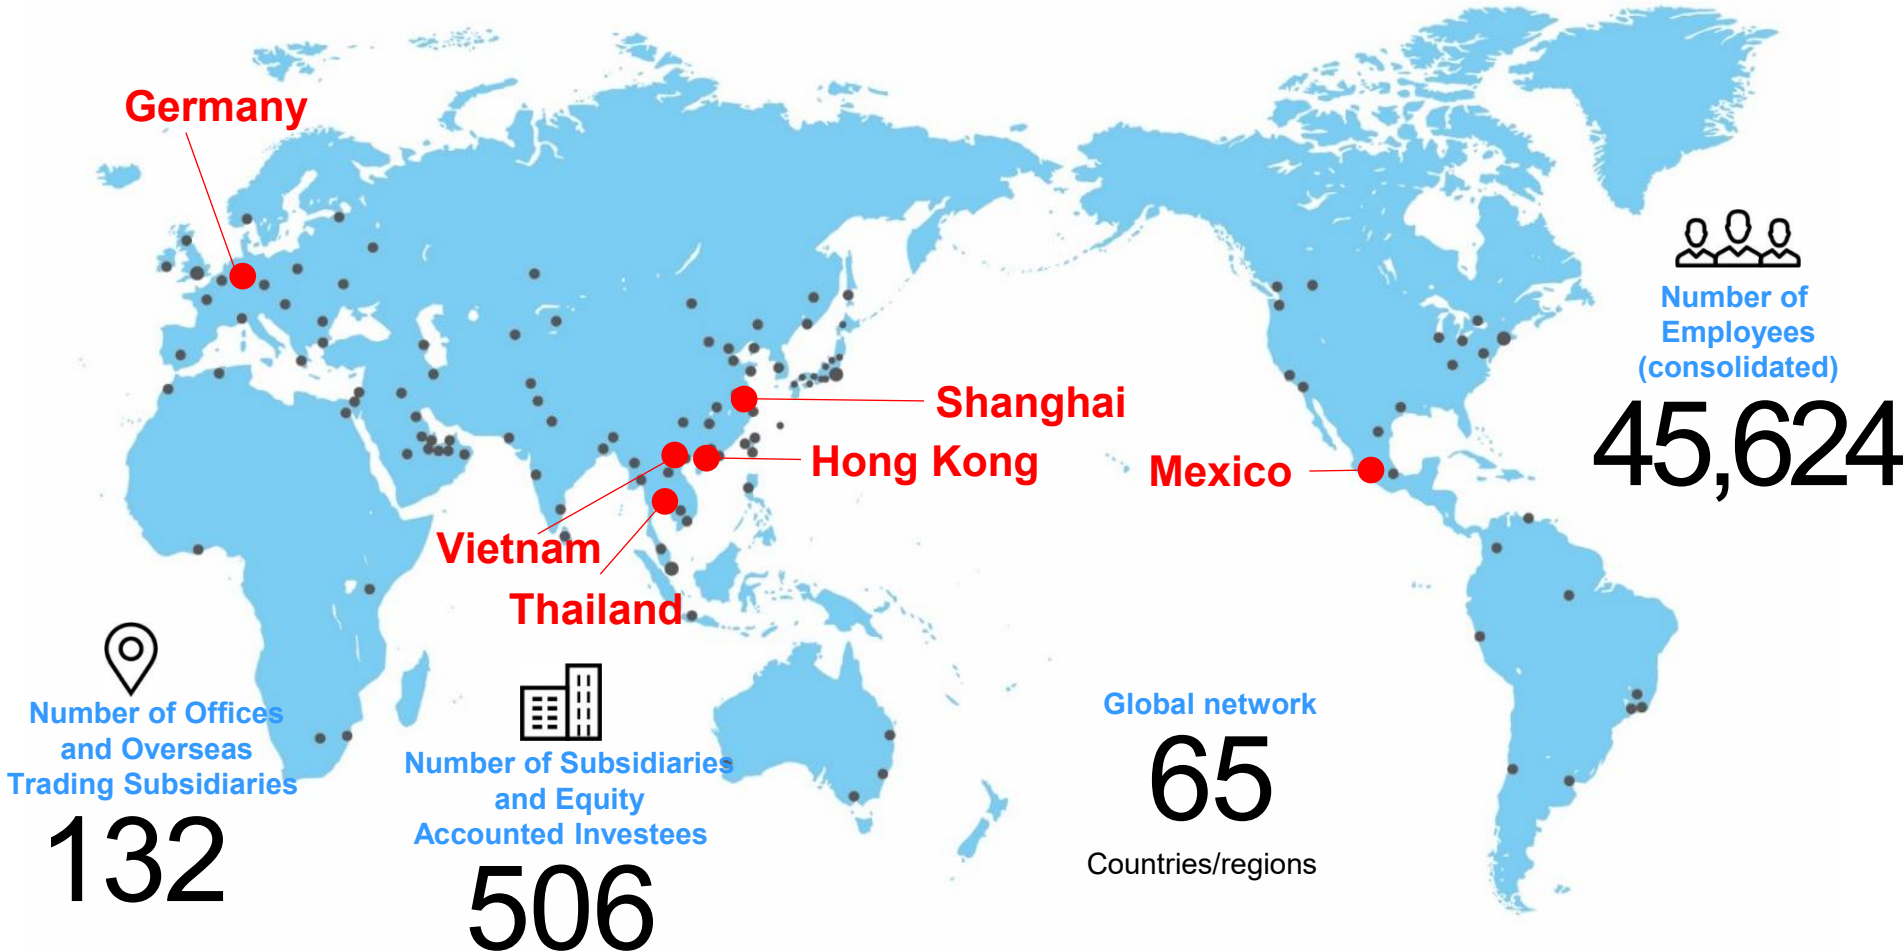 Germany
Shanghai
Hong Kong
Mexico
Vietnam
Thailand
Number of
Employees
(consolidated)
45,624
Number of Offices
and Overseas
Trading Subsidiaries
132
Number of Subsidiaries
and Equity
Accounted Investees
506
Global network
65
Countries/regions